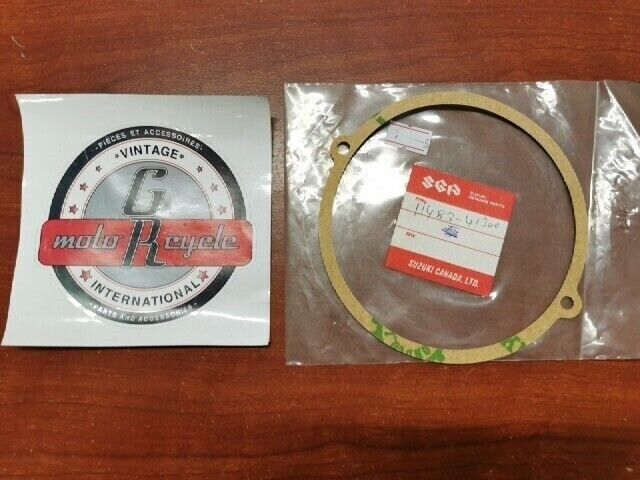 PIÈCES ET ACCESSOIRES
VINTAGE
G
moto R cycle
INTERNATIONAL
PARTS AND ACCESSORIES
SGP
SUZUKI
GENUINE PARTS
11483-41300
QTY
SUZUKI CANADA, LTD.